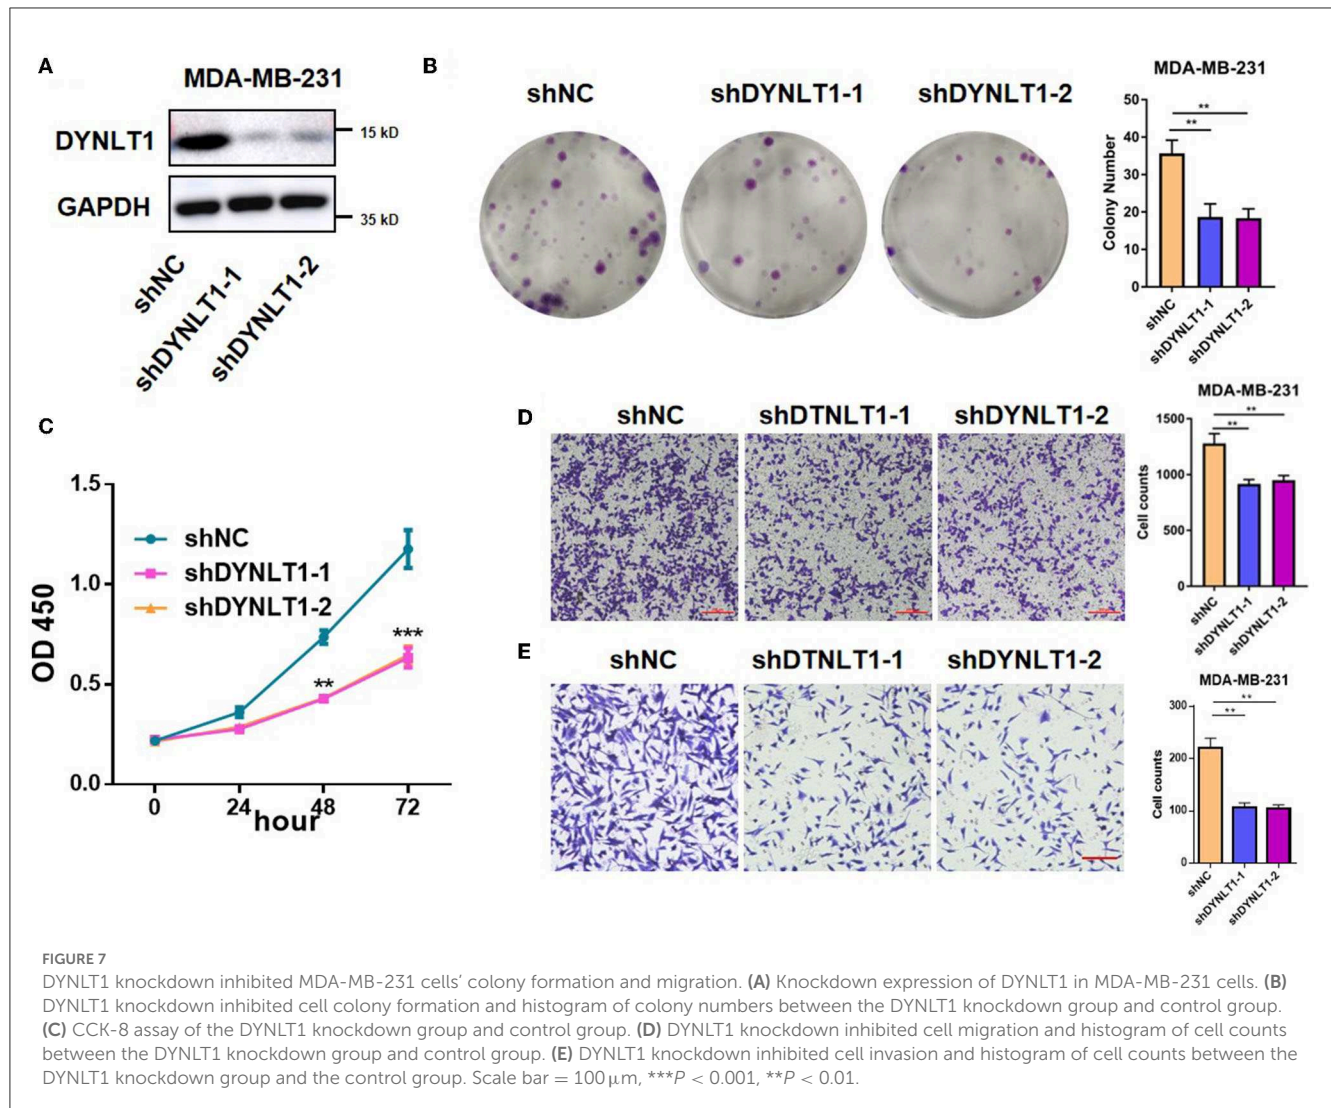 A
MDA-MB-231
DYNLT1
15 kD
GAPDH
35 kD
shNC
shDYNLT1-1
shDYNLT1-2
B
shNC
shDYNLT1-1
shDYNLT1-2
MDA-MB-231
Colony Number
50
40
30
20
10
0
**
**
shNC
shDYNLT1-1
shDYNLT1-2
C
OD 450
1.5
1.0
0.5
0.0
shNC
shDYNLT1-1
shDYNLT1-2
**
***
0
24
48
72
hour
D
shNC
shDTNLT1-1
shDYNLT1-2
MDA-MB-231
Cell counts
1500
1000
500
0
**
**
shNC
shDYNLT1-1
shDYNLT1-2
E
shNC
shDTNLT1-1
shDYNLT1-2
MDA-MB-231
Cell counts
300
200
100
0
**
**
shNC
shDYNLT1-1
shDYNLT1-2
FIGURE 7
DYNLT1 knockdown inhibited MDA-MB-231 cells' colony formation and migration. (A) Knockdown expression of DYNLT1 in MDA-MB-231 cells. (B)
DYNLT1 knockdown inhibited cell colony formation and histogram of colony numbers between the DYNLT1 knockdown group and control group.
(C) CCK-8 assay of the DYNLT1 knockdown group and control group. (D) DYNLT1 knockdown inhibited cell migration and histogram of cell counts
between the DYNLT1 knockdown group and control group. (E) DYNLT1 knockdown inhibited cell invasion and histogram of cell counts between the
DYNLT1 knockdown group and the control group. Scale bar = 100 μm, ***P < 0.001, **P < 0.01.